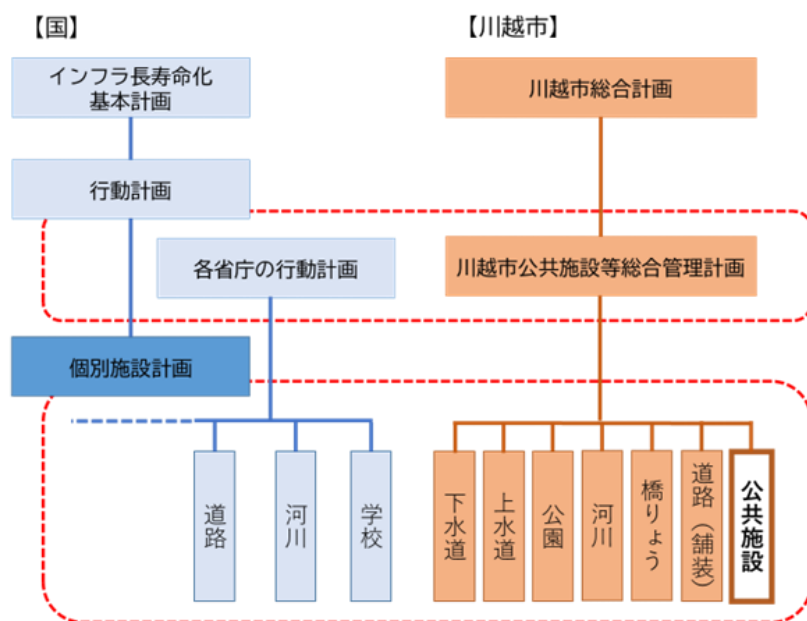 【国】
【川越市】
インフラ長寿命化
基本計画
川越市総合計画
行動計画
各省庁の行動計画
川越市公共施設等総合管理計画
個別施設計画
道路
河川
学校
下水道
上水道
公園
河川
橋りょう
道路（舗装）
公共施設